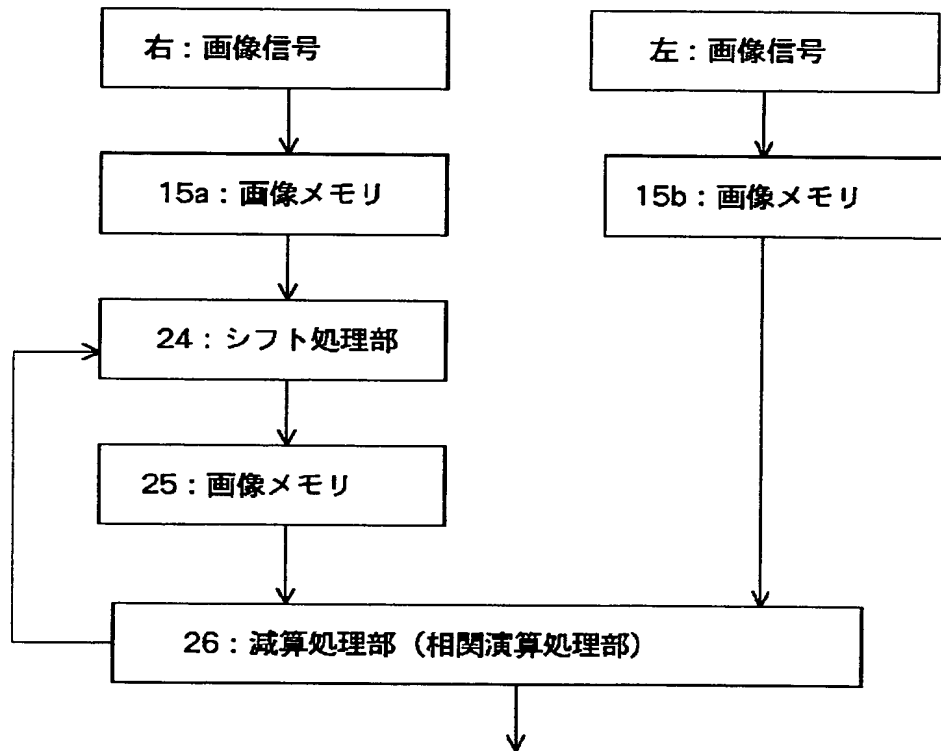 右：画像信号
左：画像信号
15a：画像メモリ
15b：画像メモリ
24：シフト処理部
25：画像メモリ
26：減算処理部（相関演算処理部）